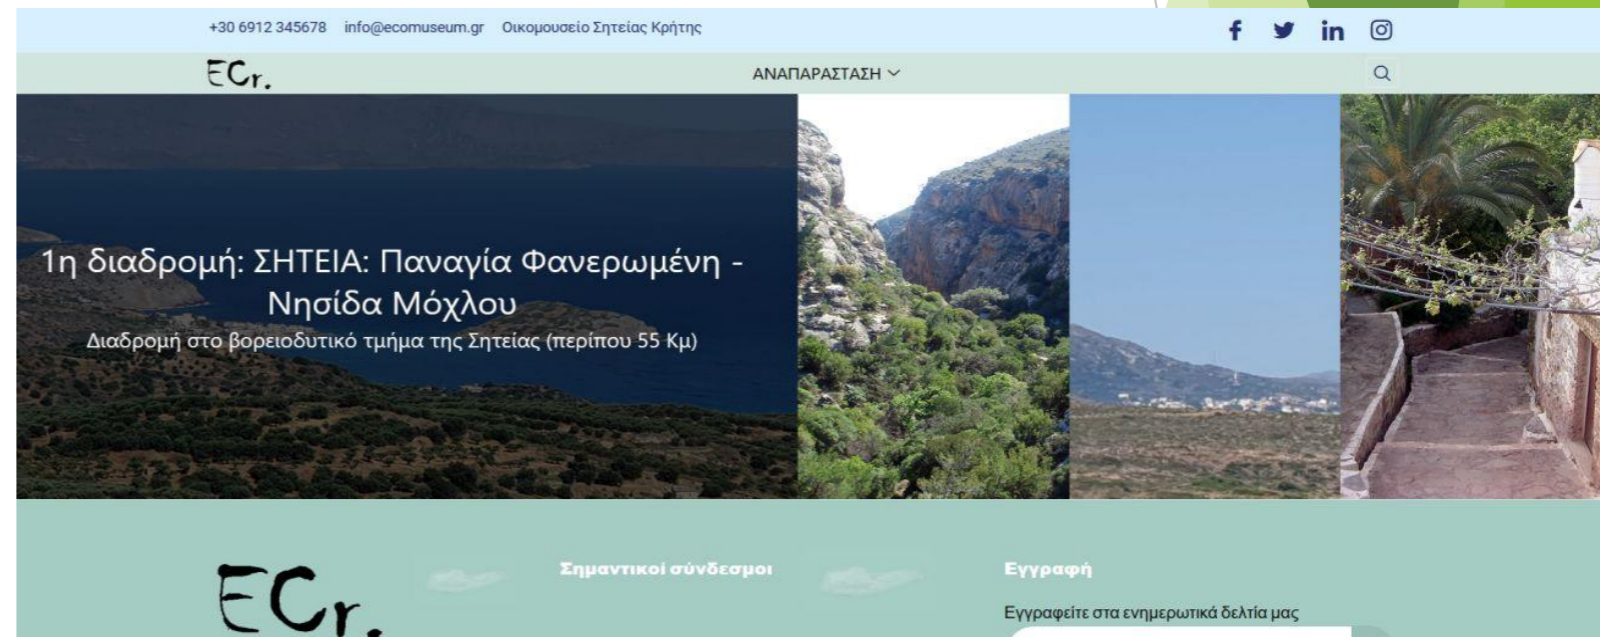 +30 6912 345678 info@ecomuseum.gr Οικομουσείο Σητείας Κρήτης
ECr.
ΑΝΑΠΑΡΑΣΤΑΣΗ
1η διαδρομή: ΣΗΤΕΙΑ: Παναγία Φανερωμένη -
Νησίδα Μόχλου
Διαδρομή στο βορειοδυτικό τμήμα της Σητείας (περίπου 55 Κμ)
ECr.
Σημαντικοί σύνδεσμοι
Εγγραφή
Εγγραφείτε στα ενημερωτικά δελτία μας